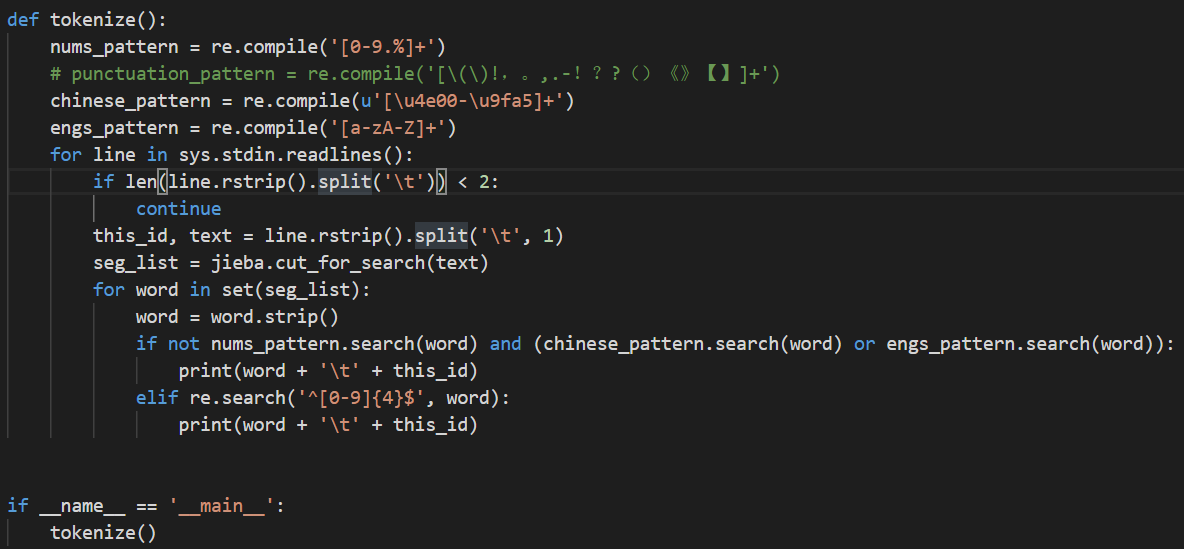 def tokenize():
    nums_pattern = re.compile('[0-9.%]+')
    # punctuation_pattern = re.compile('[\(\)!，。,.-！？?（）《》【】]+')
    chinese_pattern = re.compile(u'[\u4e00-\u9fa5]+')
    engs_pattern = re.compile('[a-zA-Z]+')
    for line in sys.stdin.readlines():
        if len(line.rstrip().split('\t')) < 2:
            continue
        this_id, text = line.rstrip().split('\t', 1)
        seg_list = jieba.cut_for_search(text)
        for word in set(seg_list):
            word = word.strip()
            if not nums_pattern.search(word) and (chinese_pattern.search(word) or engs_pattern.search(word)):
                print(word + '\t' + this_id)
            elif re.search('^[0-9]{4}$', word):
                print(word + '\t' + this_id)
if __name__ == '__main__':
    tokenize()